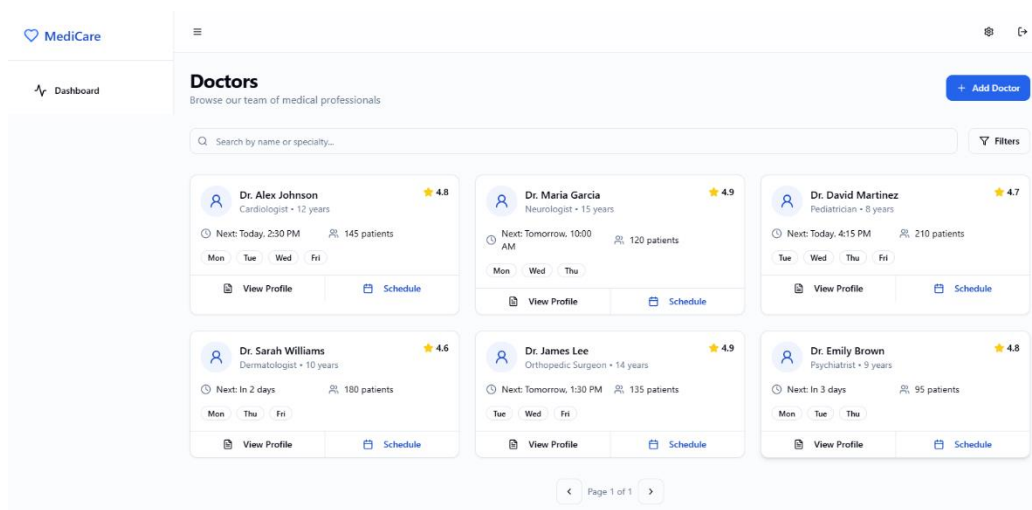 MediCare
Dashboard
Doctors
Browse our team of medical professionals
+ Add Doctor
Search by name or specialty...
Filters
Dr. Alex Johnson
4.8
Cardiologist • 12 years
Next: Today, 2:30 PM
145 patients
Mon Tue Wed Fri
View Profile
Schedule
Dr. Maria Garcia
4.9
Neurologist • 15 years
Next: Tomorrow, 10:00
AM
120 patients
Mon Wed Thu
View Profile
Schedule
Dr. David Martinez
4.7
Pediatrician • 8 years
Next: Today, 4:15 PM
210 patients
Tue Wed Thu Fri
View Profile
Schedule
Dr. Sarah Williams
4.6
Dermatologist • 10 years
Next: In 2 days
180 patients
Mon Thu Fri
View Profile
Schedule
Dr. James Lee
4.9
Orthopedic Surgeon • 14 years
Next: Tomorrow, 1:30 PM
135 patients
Tue Wed Fri
View Profile
Schedule
Dr. Emily Brown
4.8
Psychiatrist • 9 years
Next: In 3 days
95 patients
Mon Tue Thu
View Profile
Schedule
Page 1 of 1